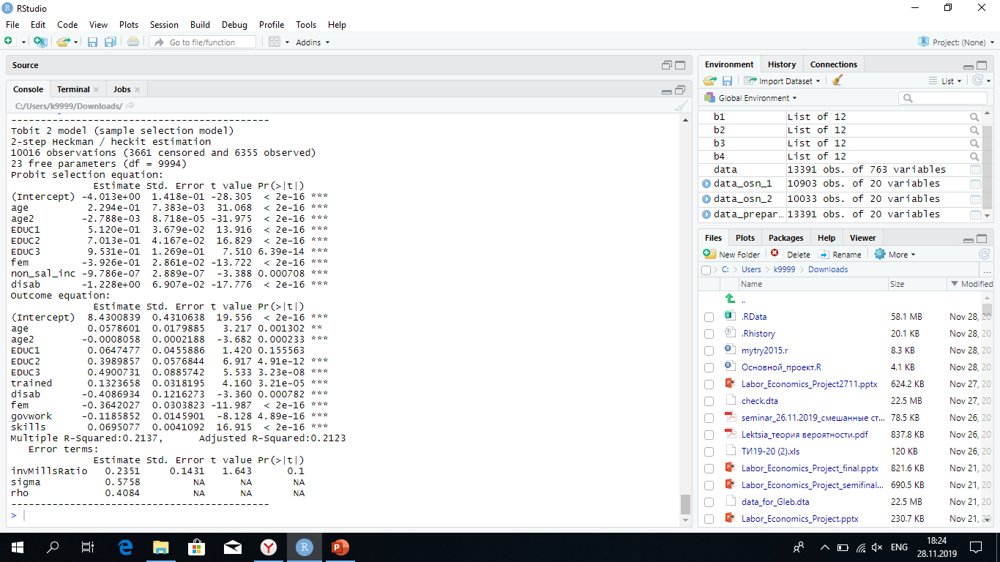 RStudio
File Edit Code View Plots Session Build Debug Profile Tools Help
Go to file/function Addins Project: (None)
Source
Console Terminal Jobs
C:/Users/k9999/Downloads/
--------------------------------------------
Tobit 2 model (sample selection model)
2-step Heckman / heckit estimation
10016 observations (3661 censored and 6355 observed)
23 free parameters (df = 9994)
Probit selection equation:
Estimate Std. Error t value Pr(>|t|)
(Intercept) -4.013e+00 1.418e-01 -28.305 < 2e-16 ***
age 2.294e-01 7.383e-03 31.068 < 2e-16 ***
age2 -2.788e-03 8.718e-05 -31.975 < 2e-16 ***
EDUC1 5.120e-01 3.679e-02 13.916 < 2e-16 ***
EDUC2 7.013e-01 4.167e-02 16.829 < 2e-16 ***
EDUC3 9.531e-01 1.269e-01 7.510 6.39e-14 ***
fem -3.926e-01 2.861e-02 -13.722 < 2e-16 ***
non_sal_inc -9.786e-07 2.889e-07 -3.388 0.000708 ***
disab -1.228e+00 6.907e-02 -17.776 < 2e-16 ***
Outcome equation:
Estimate Std. Error t value Pr(>|t|)
(Intercept) 8.4300839 0.4310638 19.556 < 2e-16 ***
age 0.0578601 0.0179885 3.217 0.001302 **
age2 -0.0008058 0.0002188 -3.682 0.000233 ***
EDUC1 0.0647477 0.0455886 1.420 0.155563
EDUC2 0.3989857 0.0576844 6.917 4.91e-12 ***
EDUC3 0.4900731 0.0885742 5.533 3.23e-08 ***
trained 0.1323658 0.0318195 4.160 3.21e-05 ***
disab -0.4086934 0.1216273 -3.360 0.000782 ***
fem -0.3642027 0.0303823 -11.987 < 2e-16 ***
govwork -0.1185852 0.0145901 -8.128 4.89e-16 ***
skills 0.0695077 0.0041092 16.915 < 2e-16 ***
Multiple R-Squared:0.2137, Adjusted R-Squared:0.2123
Error terms:
Estimate Std. Error t value Pr(>|t|)
invMillsRatio 0.2351 0.1431 1.643 0.1
sigma 0.5758 NA NA NA
rho 0.4084 NA NA NA
--------------------------------------------
>
Environment History Connections
Import Dataset List
Global Environment
b1 List of 12
b2 List of 12
b3 List of 12
b4 List of 12
data 13391 obs. of 763 variables
data_osn_1 10903 obs. of 20 variables
data_osn_2 10033 obs. of 20 variables
data_prepar... 13391 obs. of 20 variables
Files Plots Packages Help Viewer
New Folder Delete Rename More
C: Users k9999 Downloads ...
Name Size Modified
..
.RData 58.1 MB Nov 28, 20
.Rhistory 20.1 KB Nov 28, 20
mytry2015.r 8.3 KB Nov 28, 20
Основной_проект.R 4.1 KB Nov 28, 20
Labor_Economics_Project2711.pptx 624.2 KB Nov 27, 20
check.dta 22.5 MB Nov 27, 20
seminar_26.11.2019_смешанные ст... 78.5 KB Nov 26, 20
Lektsia_теория вероятности.pdf 837.8 KB Nov 26, 20
ТИ19-20 (2).xls 120 KB Nov 26, 20
Labor_Economics_Project_final.pptx 821.6 KB Nov 21, 20
Labor_Economics_Project_semifinal... 690.5 KB Nov 21, 20
data_for_Gleb.dta 22.5 MB Nov 21, 20
Labor_Economics_Project.pptx 230.7 KB Nov 21, 20
ENG
18:24
28.11.2019